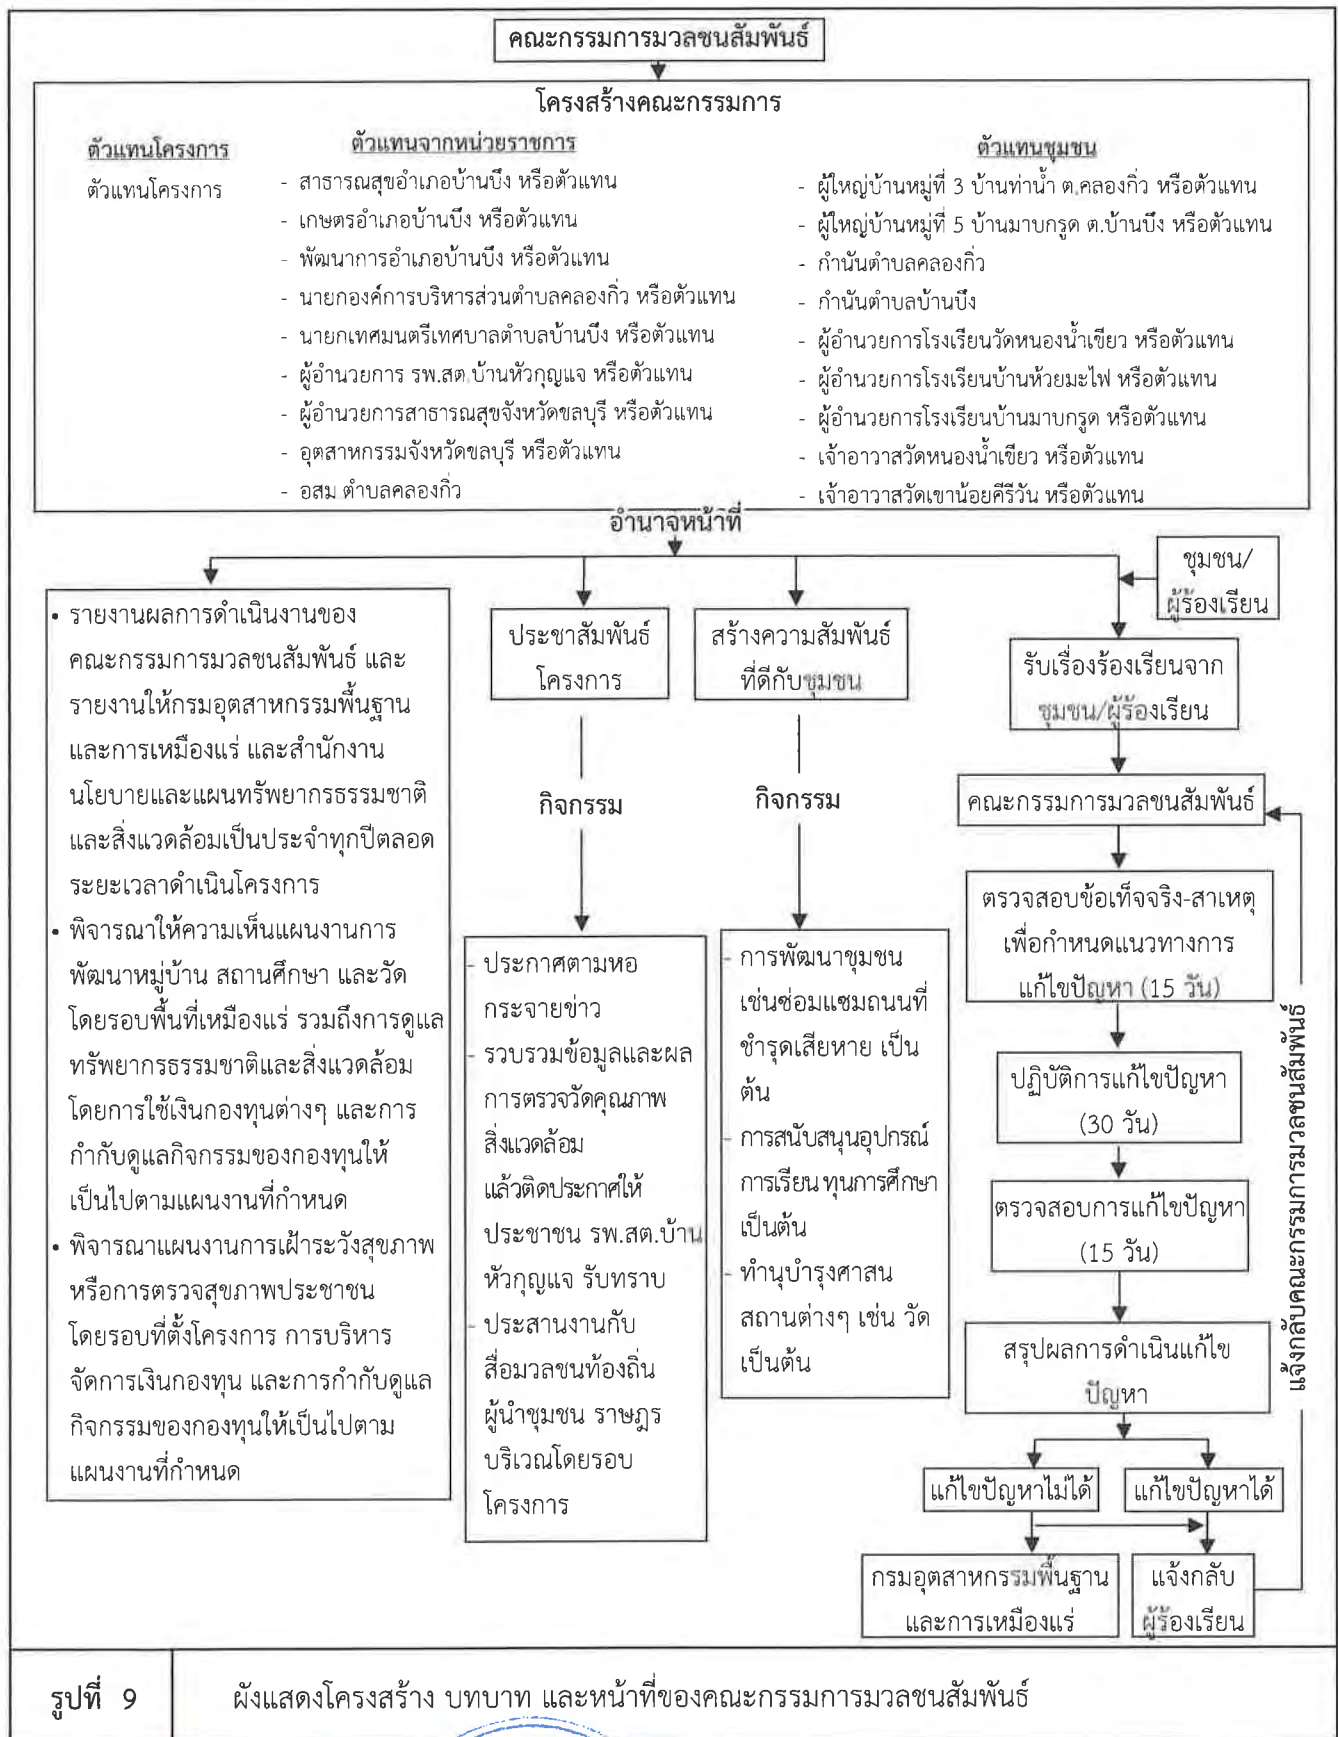 คณะกรรมการมวลชนสัมพันธ์
โครงสร้างคณะกรรมการ
ตัวแทนโครงการ
ตัวแทนโครงการ
ตัวแทนจากหน่วยราชการ
- สาธารณสุขอำเภอบ้านบึง หรือตัวแทน
- เกษตรอำเภอบ้านบึง หรือตัวแทน
- พัฒนาการอำเภอบ้านบึง หรือตัวแทน
- นายกองค์การบริหารส่วนตำบลคลองกิ่ว หรือตัวแทน
- นายกเทศมนตรีเทศบาลตำบลบ้านบึง หรือตัวแทน
- ผู้อำนวยการ รพ.สต.บ้านหัวกุญแจ หรือตัวแทน
- ผู้อำนวยการสาธารณสุขจังหวัดชลบุรี หรือตัวแทน
- อุตสาหกรรมจังหวัดชลบุรี หรือตัวแทน
- อสม ตำบลคลองกิ่ว
ตัวแทนชุมชน
- ผู้ใหญ่บ้านหมู่ที่ 3 บ้านท่าน้ำ ต.คลองกิ่ว หรือตัวแทน
- ผู้ใหญ่บ้านหมู่ที่ 5 บ้านมาบกรูด ต.บ้านบึง หรือตัวแทน
- กำนันตำบลคลองกิ่ว
- กำนันตำบลบ้านบึง
- ผู้อำนวยการโรงเรียนวัดหนองน้ำเขียว หรือตัวแทน
- ผู้อำนวยการโรงเรียนบ้านห้วยมะไฟ หรือตัวแทน
- ผู้อำนวยการโรงเรียนบ้านมาบกรูด หรือตัวแทน
- เจ้าอาวาสวัดหนองน้ำเขียว หรือตัวแทน
- เจ้าอาวาสวัดเขาน้อยคีรีวัน หรือตัวแทน
อำนาจหน้าที่
• รายงานผลการดำเนินงานของ
คณะกรรมการมวลชนสัมพันธ์ และ
รายงานให้กรมอุตสาหกรรมพื้นฐาน
และการเหมืองแร่ และสำนักงาน
นโยบายและแผนทรัพยากรธรรมชาติ
และสิ่งแวดล้อมเป็นประจำทุกปีตลอด
ระยะเวลาดำเนินโครงการ
• พิจารณาให้ความเห็นแผนงานการ
พัฒนาหมู่บ้าน สถานศึกษา และวัด
โดยรอบพื้นที่เหมืองแร่ รวมถึงการดูแล
ทรัพยากรธรรมชาติและสิ่งแวดล้อม
โดยการใช้เงินกองทุนต่างๆ และการ
กำกับดูแลกิจกรรมของกองทุนให้
เป็นไปตามแผนงานที่กำหนด
• พิจารณาแผนงานการเฝ้าระวังสุขภาพ
หรือการตรวจสุขภาพประชาชน
โดยรอบที่ตั้งโครงการ การบริหาร
จัดการเงินกองทุน และการกำกับดูแล
กิจกรรมของกองทุนให้เป็นไปตาม
แผนงานที่กำหนด
ประชาสัมพันธ์
โครงการ
กิจกรรม
- ประกาศตามหอ
กระจายข่าว
- รวบรวมข้อมูลและผล
การตรวจวัดคุณภาพ
สิ่งแวดล้อม
แล้วติดประกาศให้
ประชาชน รพ.สต.บ้าน
หัวกุญแจ รับทราบ
- ประสานงานกับ
สื่อมวลชนท้องถิ่น
ผู้นำชุมชน ราษฎร
บริเวณโดยรอบ
โครงการ
สร้างความสัมพันธ์
ที่ดีกับชุมชน
กิจกรรม
- การพัฒนาชุมชน
เช่นซ่อมแซมถนนที่
ชำรุดเสียหาย เป็น
ต้น
- การสนับสนุนอุปกรณ์
การเรียน ทุนการศึกษา
เป็นต้น
- ทำนุบำรุงศาสน
สถานต่างๆ เช่น วัด
เป็นต้น
ชุมชน/
ผู้ร้องเรียน
รับเรื่องร้องเรียนจาก
ชุมชน/ผู้ร้องเรียน
คณะกรรมการมวลชนสัมพันธ์
ตรวจสอบข้อเท็จจริง-สาเหตุ
เพื่อกำหนดแนวทางการ
แก้ไขปัญหา (15 วัน)
ปฏิบัติการแก้ไขปัญหา
(30 วัน)
ตรวจสอบการแก้ไขปัญหา
(15 วัน)
สรุปผลการดำเนินแก้ไข
ปัญหา
แก้ไขปัญหาไม่ได้
แก้ไขปัญหาได้
กรมอุตสาหกรรมพื้นฐาน
และการเหมืองแร่
แจ้งกลับ
ผู้ร้องเรียน
แจ้งกลับคณะกรรมการมวลชนสัมพันธ์
รูปที่ 9
ผังแสดงโครงสร้าง บทบาท และหน้าที่ของคณะกรรมการมวลชนสัมพันธ์